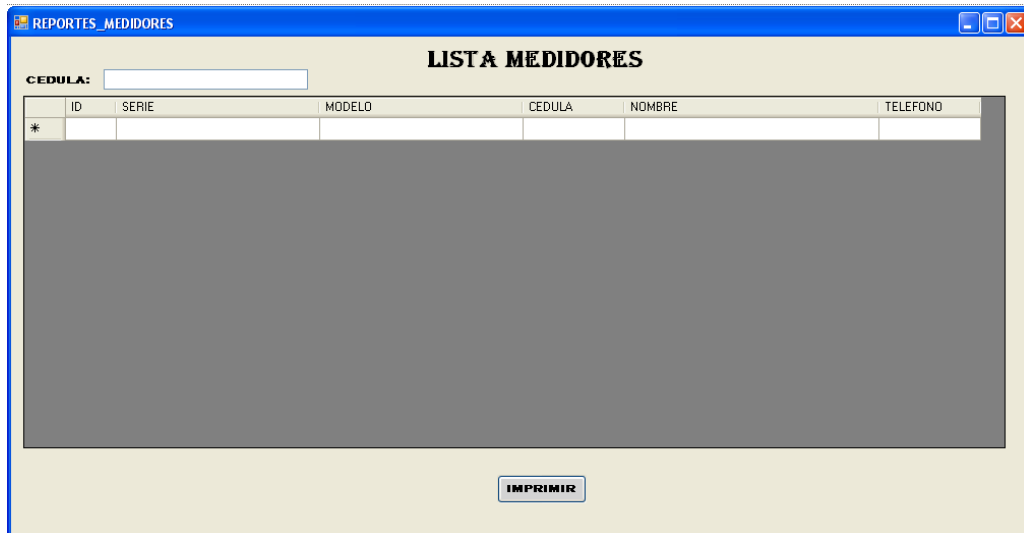 REPORTES_MEDIDORES
LISTA MEDIDORES
CEDULA:
ID SERIE MODELO CEDULA NOMBRE TELEFONO
*
IMPRIMIR